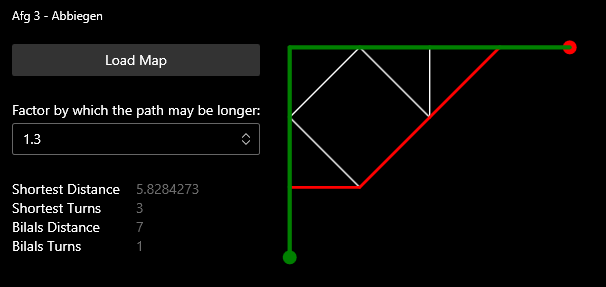 Afg 3 - Abbiegen
Load Map
Factor by which the path may be longer:
1.3
Shortest Distance 5.8284273
Shortest Turns 3
Bilals Distance 7
Bilals Turns 1